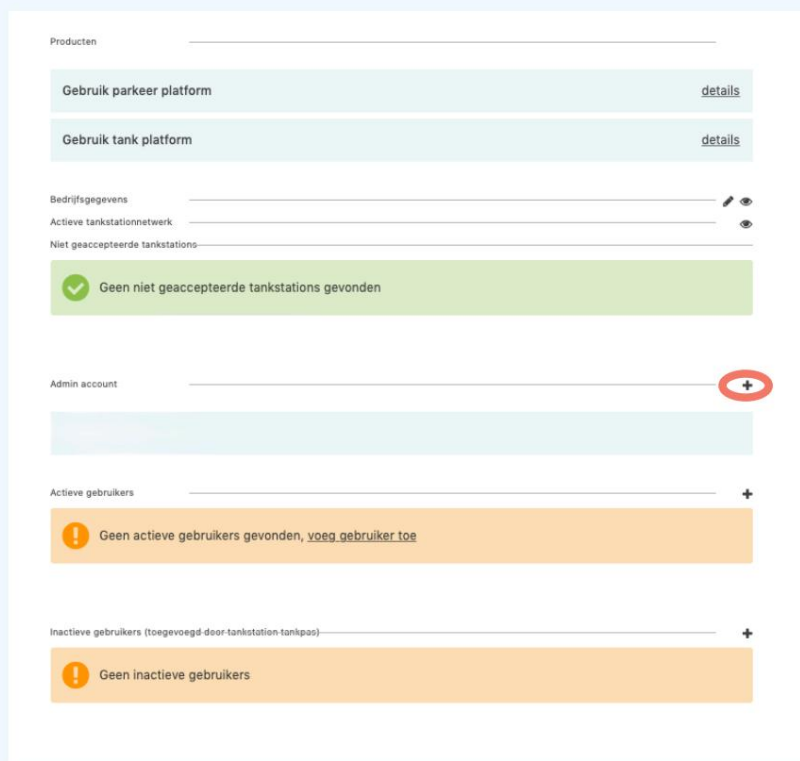 Producten
Gebruik parkeer platform details
Gebruik tank platform details
Bedrijfsgegevens
Actieve tankstationnetwerk
Niet geaccepteerde tankstations
Geen niet geaccepteerde tankstations gevonden
Admin account
Actieve gebruikers
Geen actieve gebruikers gevonden, voeg gebruiker toe
Inactieve gebruikers (toegevoegd door tankstation tankpas)
Geen inactieve gebruikers